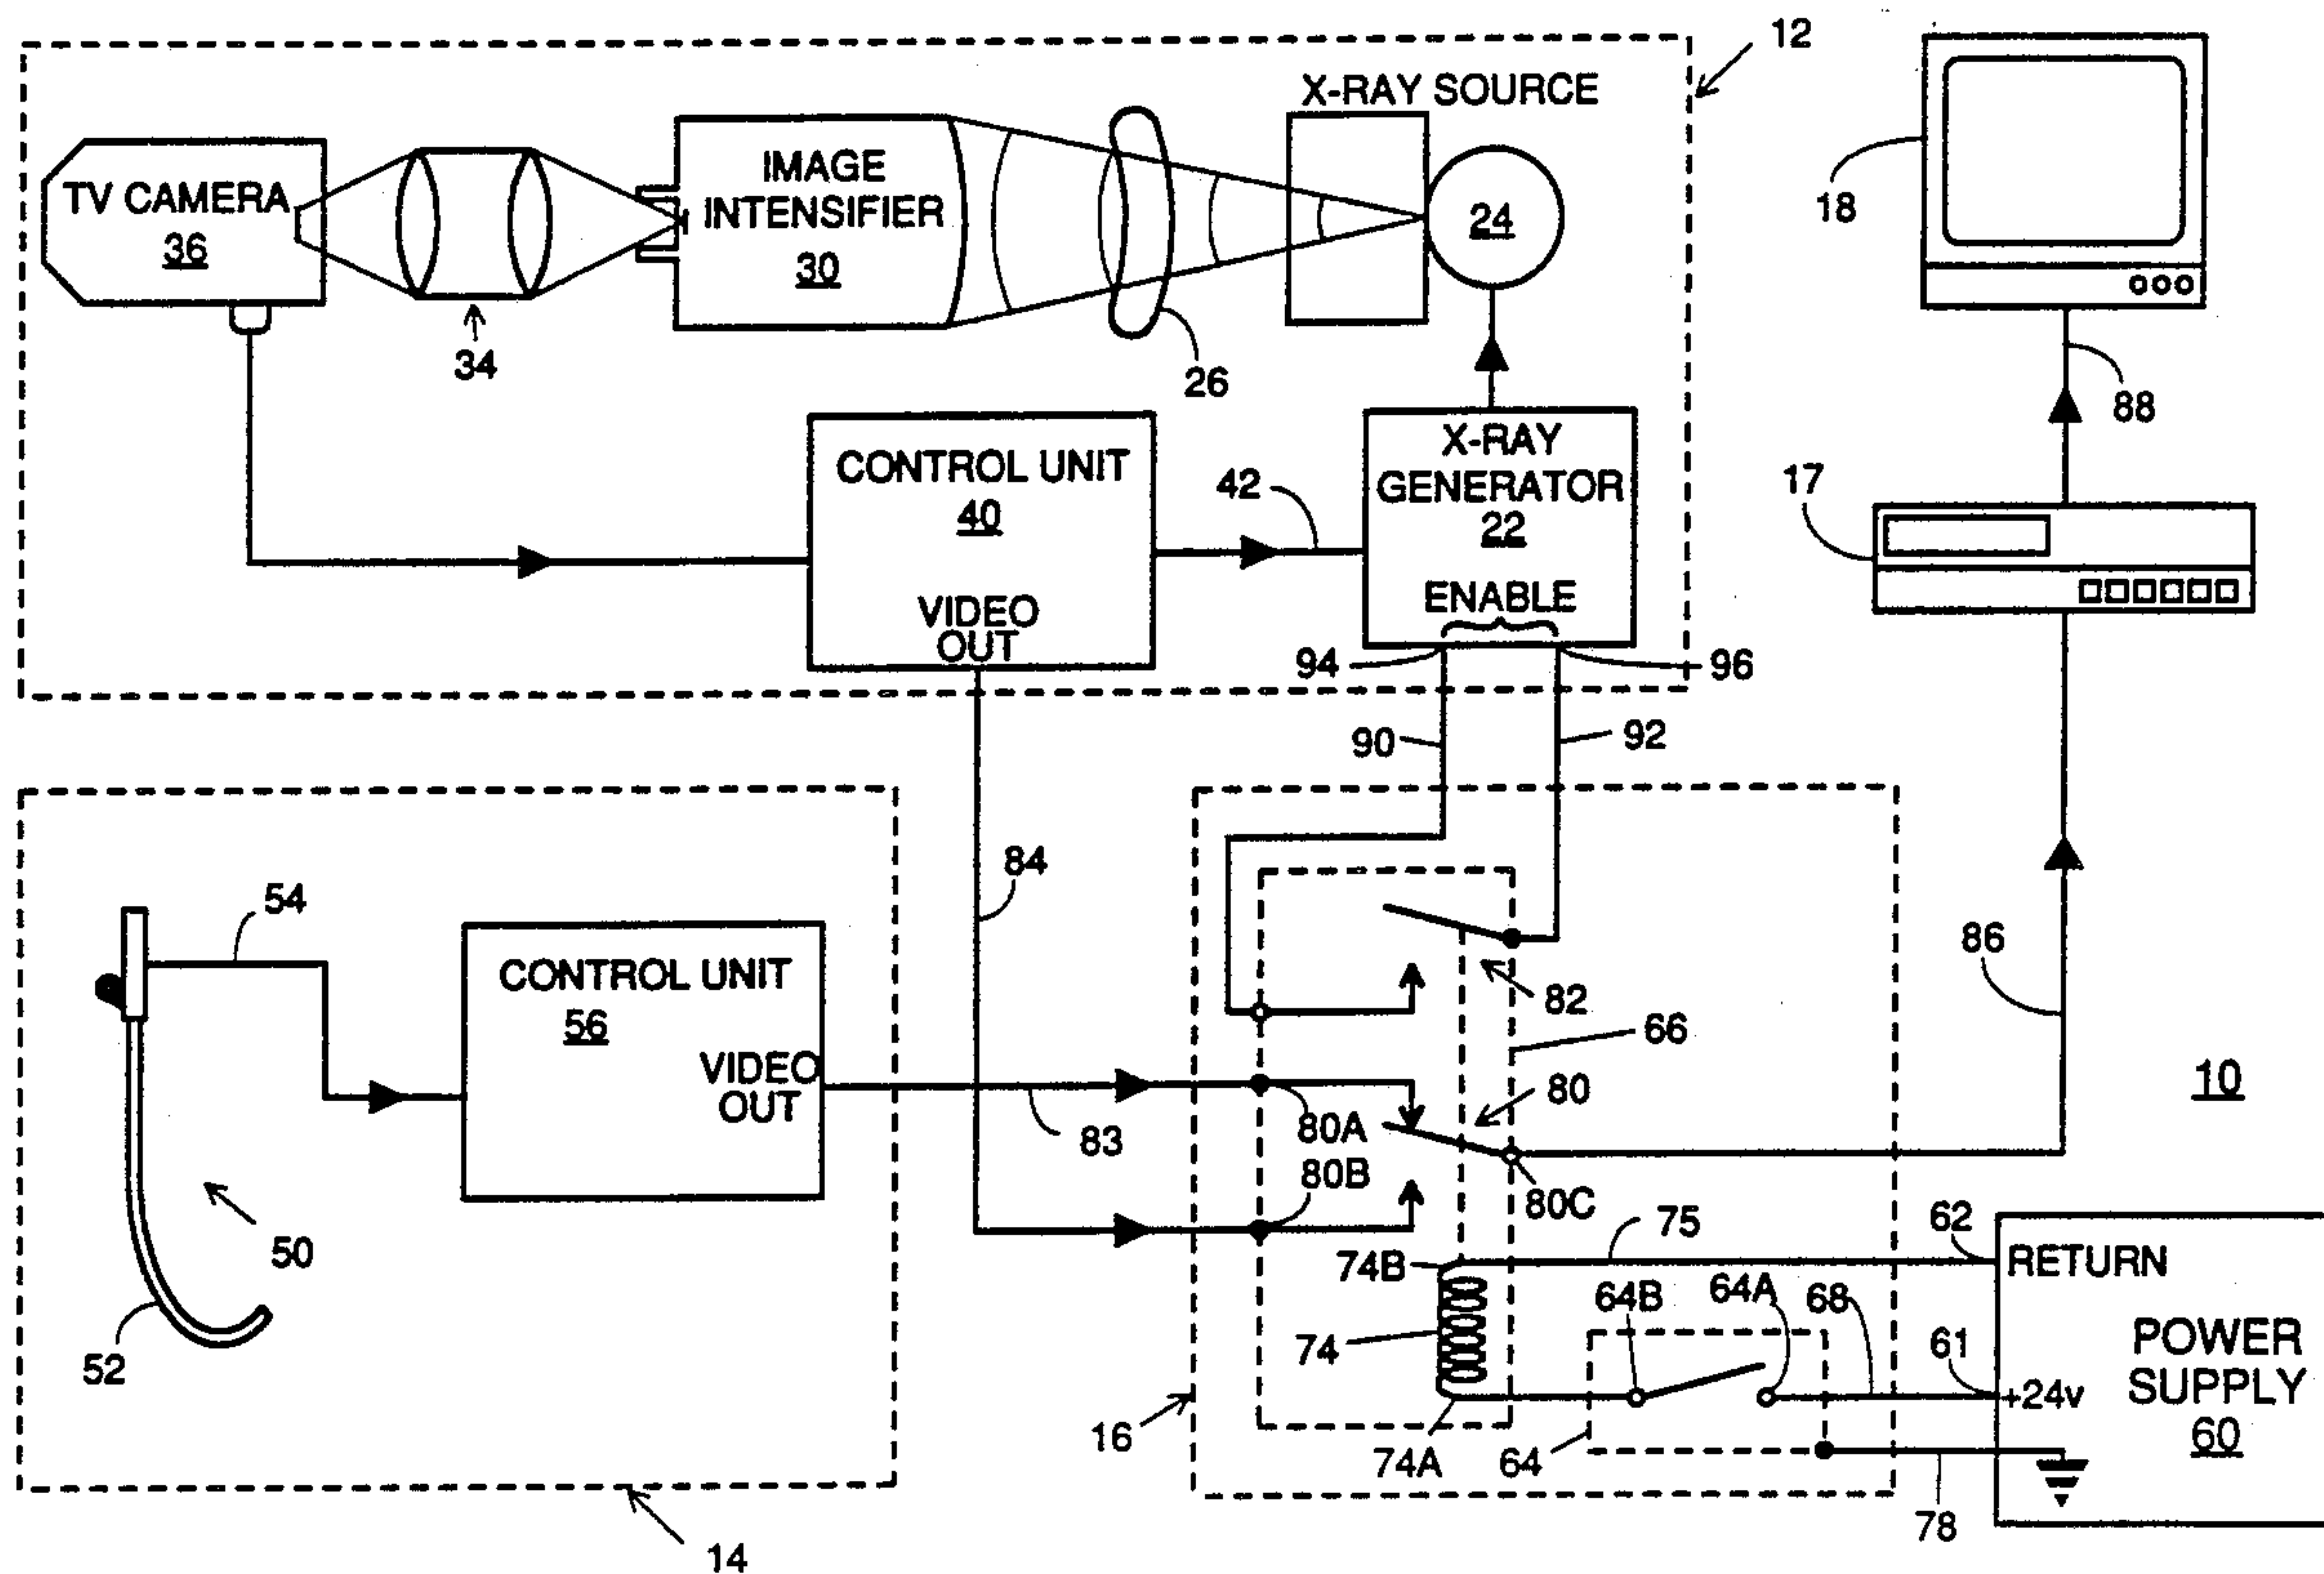 12
X-RAY SOURCE
TV CAMERA
36
IMAGE
INTENSIFIER
30
24
18
34
26
88
CONTROL UNIT
40
VIDEO
OUT
42
X-RAY
GENERATOR
22
ENABLE
17
94
96
90
92
84
54
CONTROL UNIT
56
VIDEO
OUT
82
86
66
10
83
80A
80
80B
80C
50
52
75
62
RETURN
74B
64B
64A
68
74
61
POWER
SUPPLY
60
+24v
16
74A
64
78
14